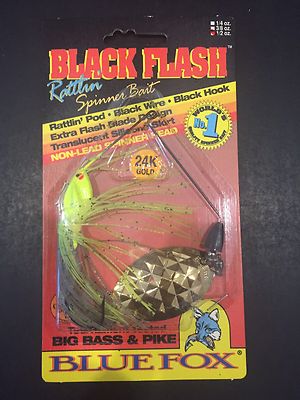 1/4 oz.
3/8 oz.
1/2 oz.
BLACK FLASH™
Rattlin
Spinner Bait
Rattlin' Pod • Black Wire • Black Hook
Extra Flash Blade Design
Translucent Silicone Skirt
NON-LEAD SPINNER HEAD
WORLD'S
No. 1
24K
GOLD
BIG BASS & PIKE
BLUE FOX